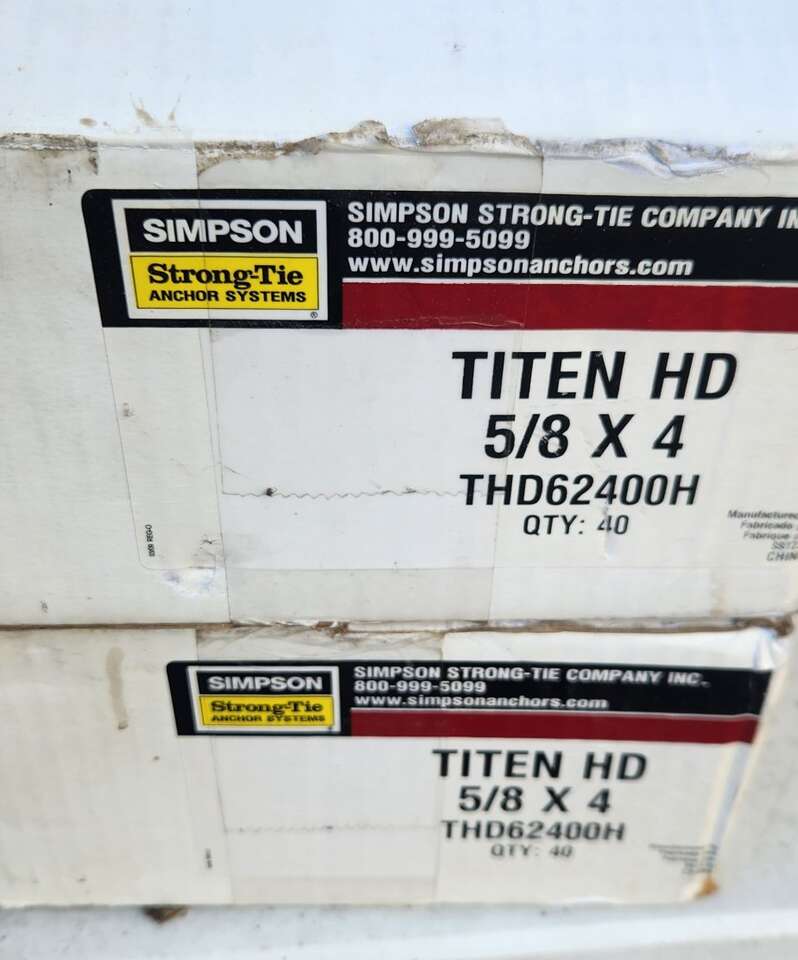 SIMPSON
Strong-Tie
ANCHOR SYSTEMS
®
SIMPSON STRONG-TIE COMPANY
800-999-5099
www.simpsonanchors.com
TITEN HD
5/8 X 4
THD62400H
QTY: 40
SIMPSON
Strong-Tie
ANCHOR SYSTEMS
SIMPSON STRONG-TIE COMPANY INC.
800-999-5099
www.simpsonanchors.com
TITEN HD
5/8 X 4
THD62400H
QTY: 40